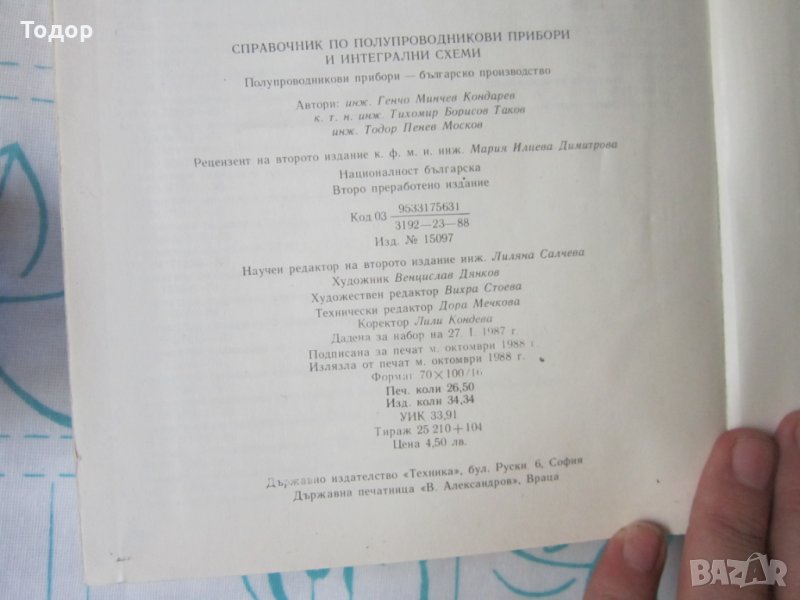 Тодор
СПРАВОЧНИК ПО ПОЛУПРОВОДНИКОВИ ПРИБОРИ
И ИНТЕГРАЛНИ СХЕМИ
Полупроводникови прибори — българско производство
Автори: инж. Генчо Минчев Кондарев
к. т. н. инж. Тихомир Борисов Таков
инж. Тодор Пенев Москов
Рецензент на второто издание к. ф. м. н. инж. Мария Илиева Димитрова
Националност българска
Второ преработено издание
Код 03 9533175631
3192—23—88
Изд. № 15097
Научен редактор на второто издание инж. Лиляна Салчева
Художник Венцислав Дянков
Художествен редактор Вихра Стоева
Технически редактор Дора Мечкова
Коректор Лили Кондева
Дадена за набор на 27. I. 1987 г.
Подписана за печат м. октомври 1988 г.
Излязла от печат м. октомври 1988 г.
Формат 70×100/16
Печ. коли 26,50
Изд. коли 34,34
УИК 33,91
Тираж 25 210+104
Цена 4,50 лв.
Държавно издателство «Техника», бул. Руски 6, София
Държавна печатница «В. Александров», Враца
BAZAR